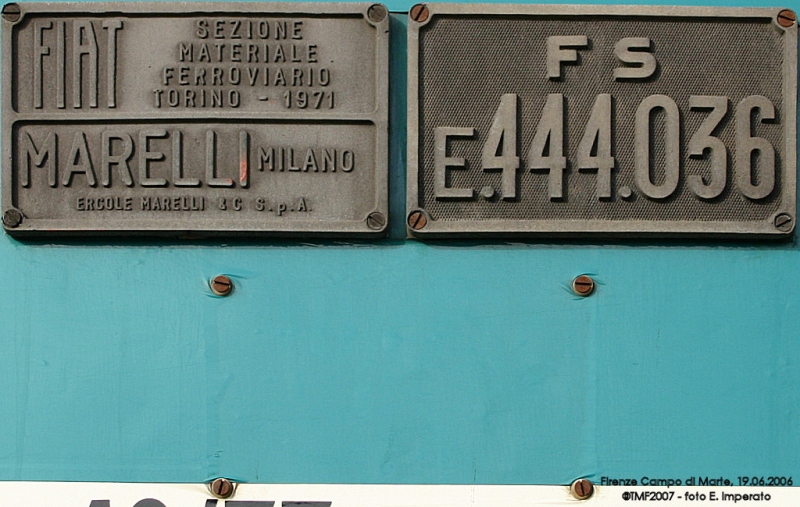 FIAT
SEZIONE
MATERIALE
FERROVIARIO
TORINO - 1971
MARELLI MILANO
ERCOLE MARELLI & C S.p.A.
FS
E.444.036
Firenze Campo di Marte, 19.06.2006
©TMF2007 - foto E. Imperato